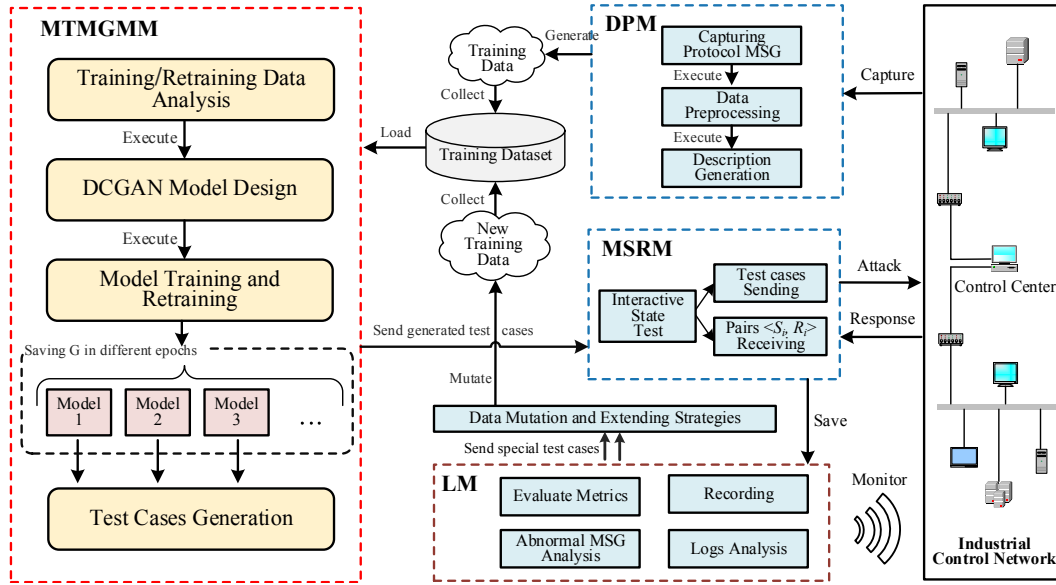 MTMGMM
Training/Retraining Data
Analysis
Execute
DCGAN Model Design
Execute
Model Training and
Retraining
Saving G in different epochs
Model
1
Model
2
Model
3
...
Test Cases Generation
Training
Data
Generate
Collect
Load
Training Dataset
Collect
New
Training
Data
Mutate
Send generated test cases
DPM
Capturing
Protocol MSG
Execute
Data
Preprocessing
Execute
Description
Generation
Capture
MSRM
Interactive
State
Test
Test cases
Sending
Pairs <Si, Ri>
Receiving
Attack
Response
Save
Data Mutation and Extending Strategies
Send special test cases
LM
Evaluate Metrics
Recording
Abnormal MSG
Analysis
Logs Analysis
Monitor
Control Center
Industrial
Control Network